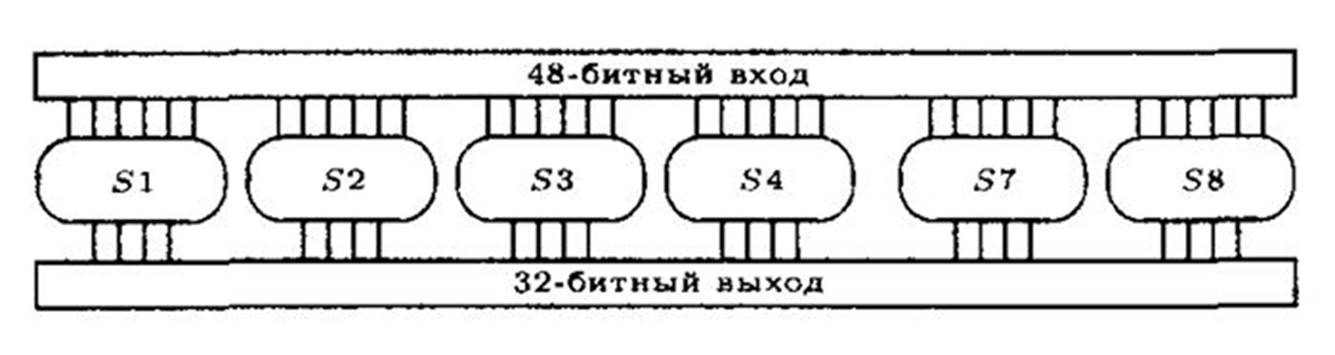 48-битный вход
S1 S2 S3 S4 S7 S8
32-битный выход